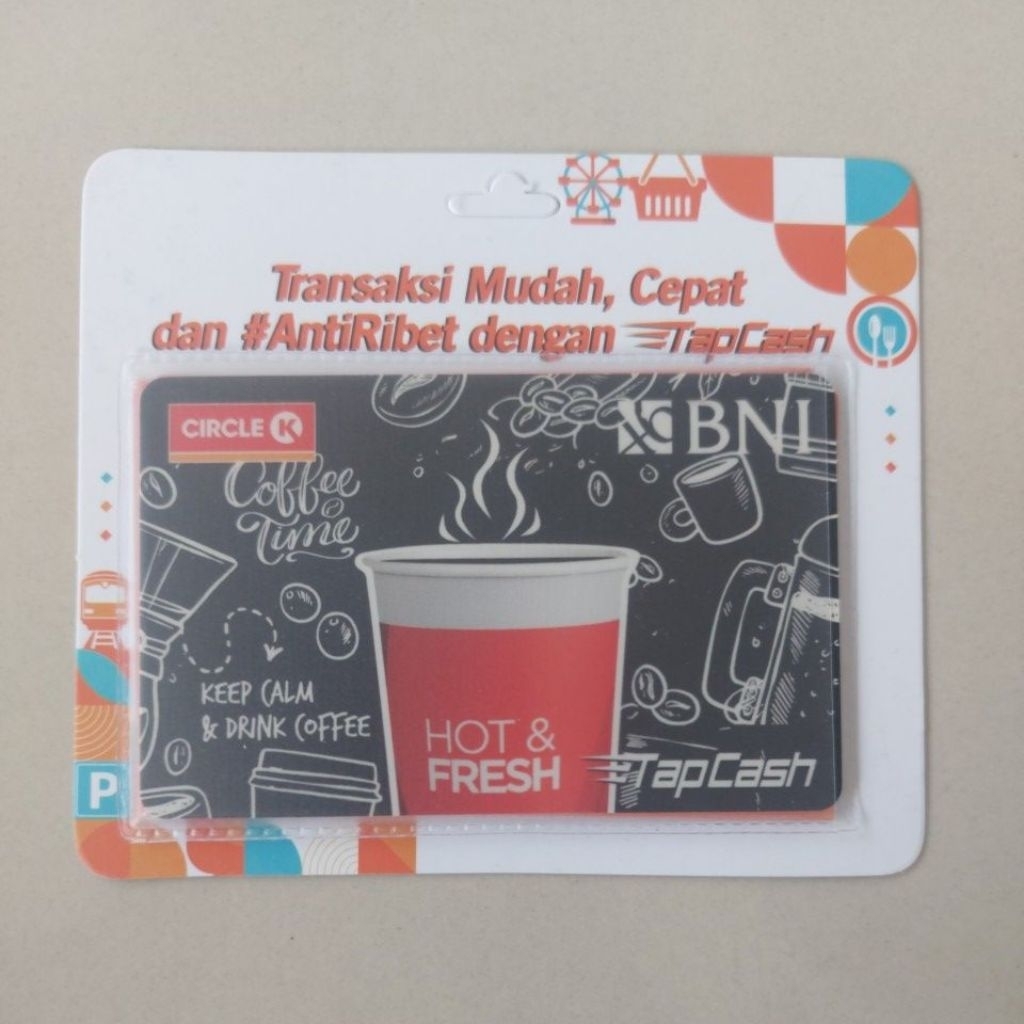 Transaksi Mudah, Cepat
dan #AntiRibet dengan TapCash
CIRCLE K
BNI
Coffee
Time
KEEP CALM
& DRINK COFFEE
HOT &
FRESH
TapCash
P